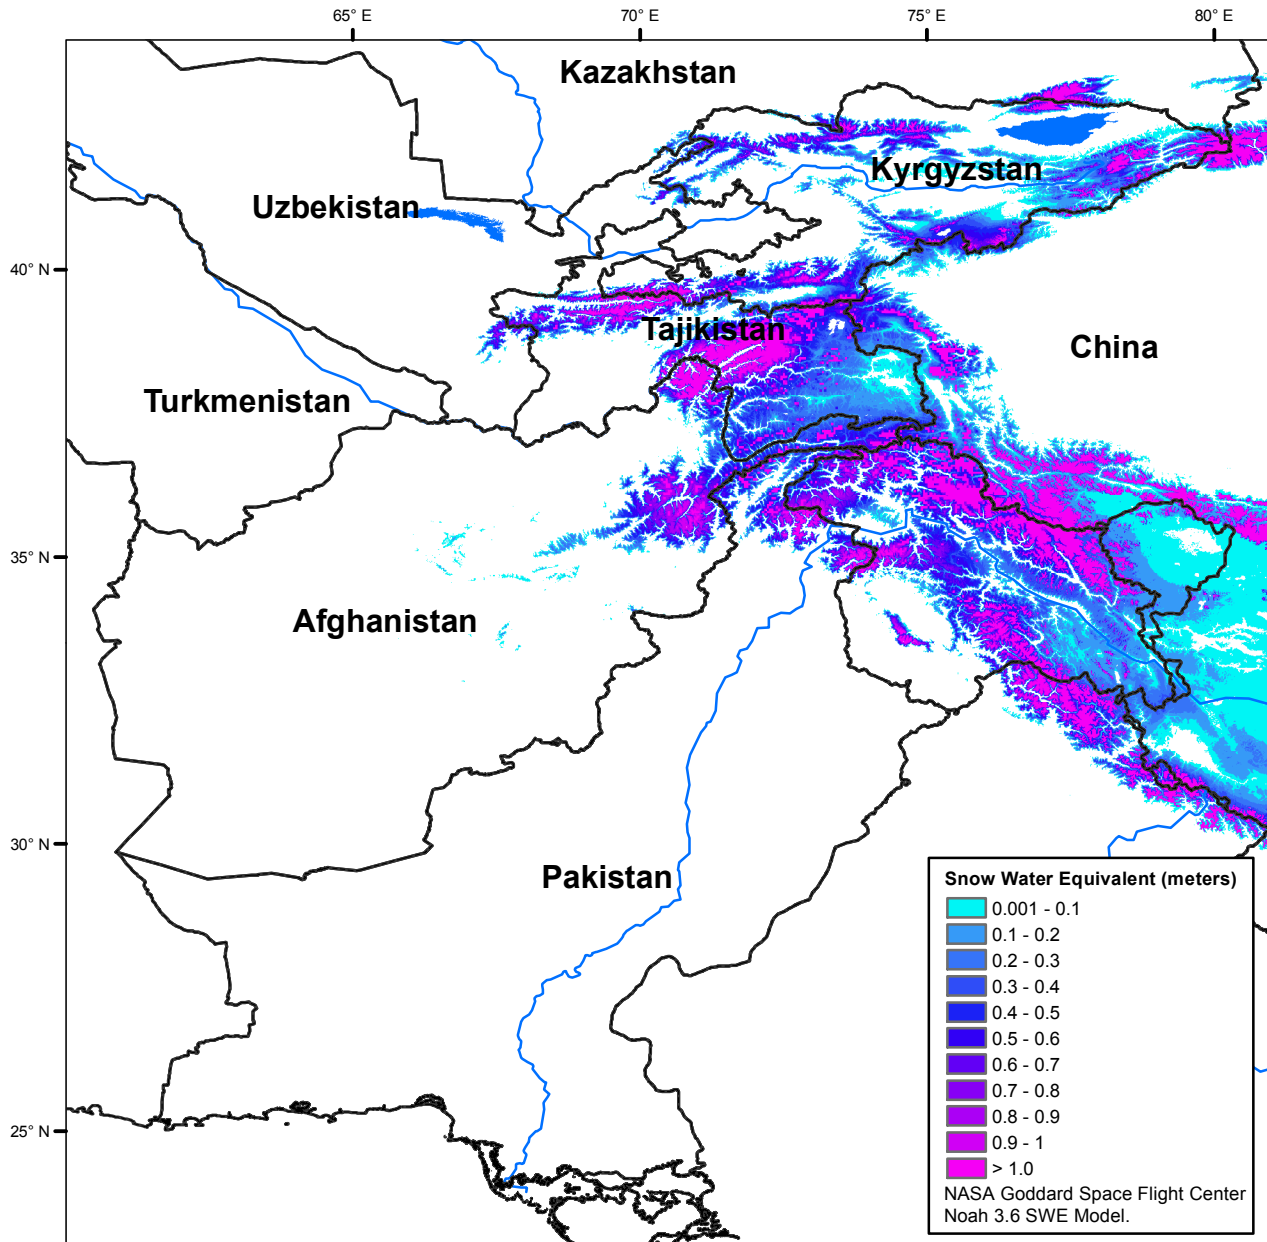 65° E
70° E
75° E
80° E
Kazakhstan
Kyrgyzstan
Uzbekistan
40° N
Tajikistan
China
Turkmenistan
35° N
Afghanistan
30° N
Pakistan
25° N
Snow Water Equivalent (meters)
0.001 - 0.1
0.1 - 0.2
0.2 - 0.3
0.3 - 0.4
0.4 - 0.5
0.5 - 0.6
0.6 - 0.7
0.7 - 0.8
0.8 - 0.9
0.9 - 1
> 1.0
NASA Goddard Space Flight Center
Noah 3.6 SWE Model.